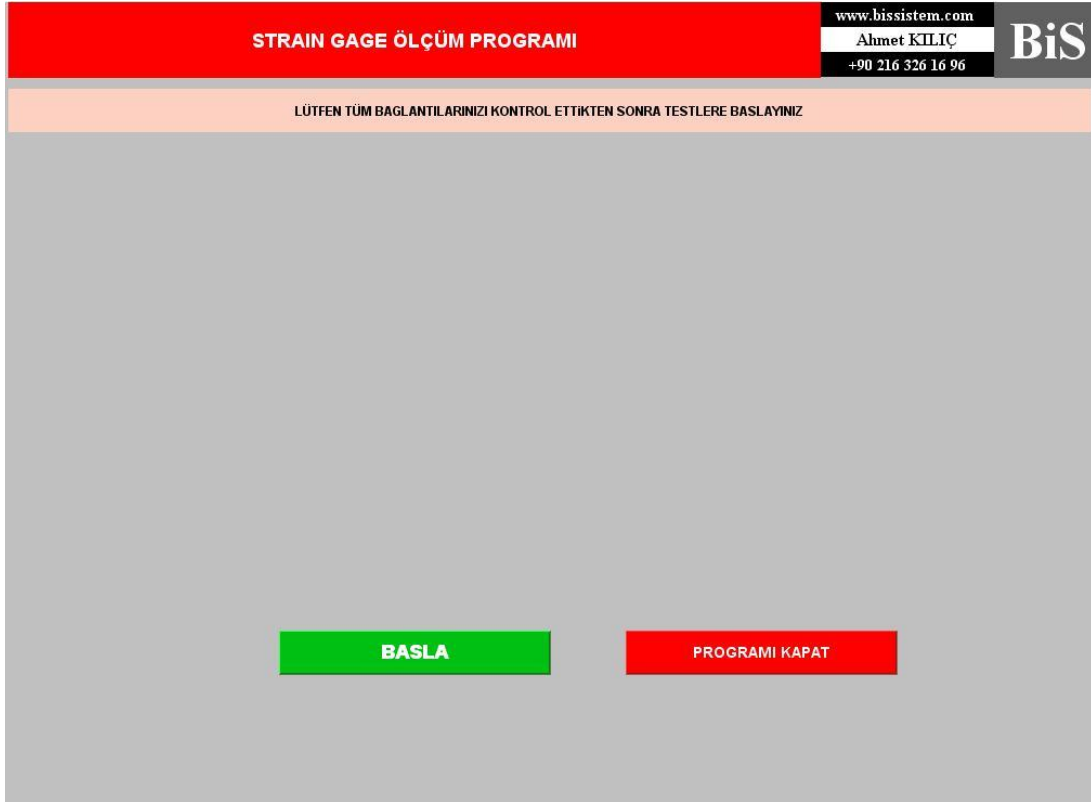 STRAIN GAGE ÖLÇÜM PROGRAMI
www.bissistem.com
Ahmet KILIÇ
+90 216 326 16 96
BiS
LÜTFEN TÜM BAGLANTILARINIZI KONTROL ETTiKTEN SONRA TESTLERE BASLAYINIZ
BASLA
PROGRAMI KAPAT